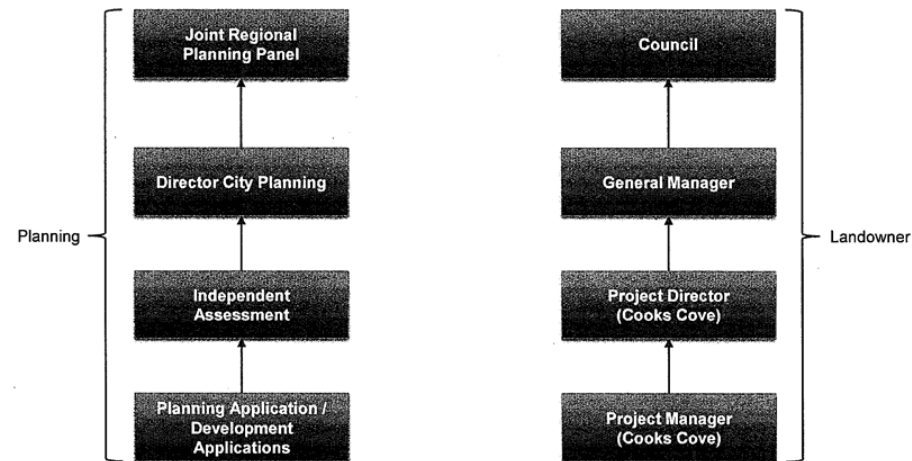 Joint Regional
Planning Panel
Council
Director City Planning
General Manager
Planning
Landowner
Independent
Assessment
Project Director
(Cooks Cove)
Planning Application /
Development
Applications
Project Manager
(Cooks Cove)